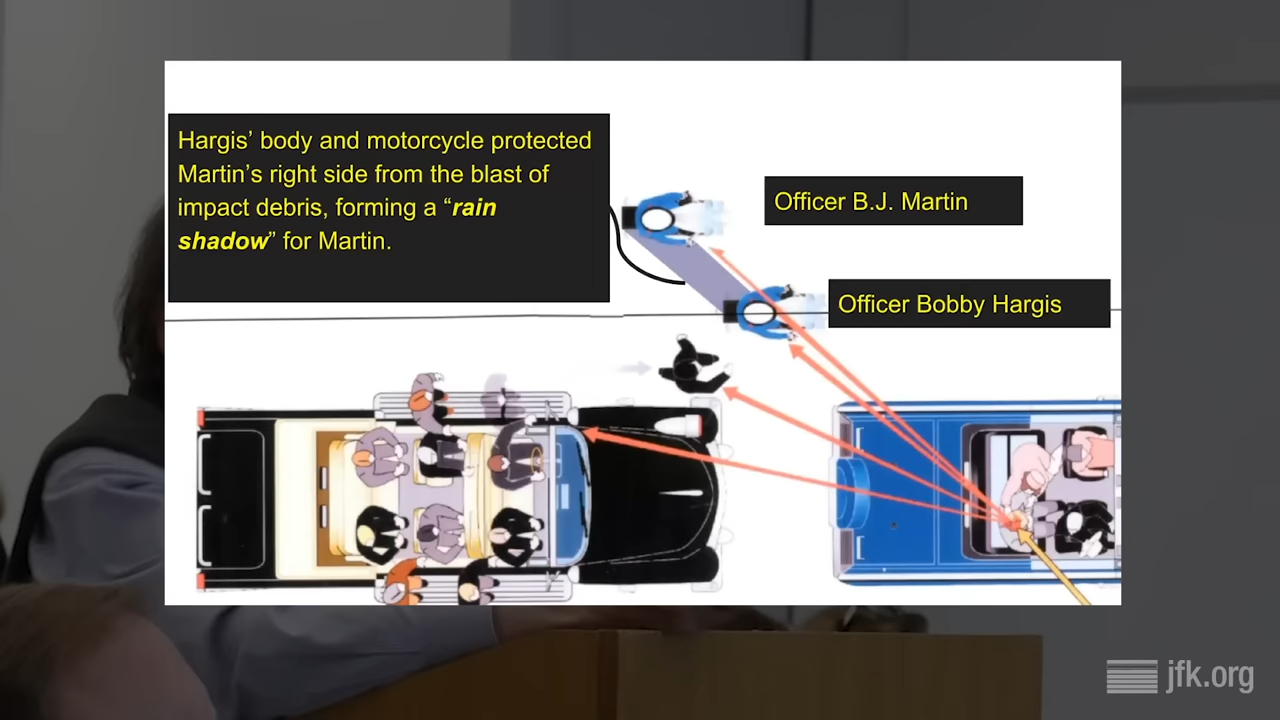 Hargis’ body and motorcycle protected
Martin’s right side from the blast of
impact debris, forming a “rain
shadow” for Martin.
Officer B.J. Martin
Officer Bobby Hargis
jfk.org